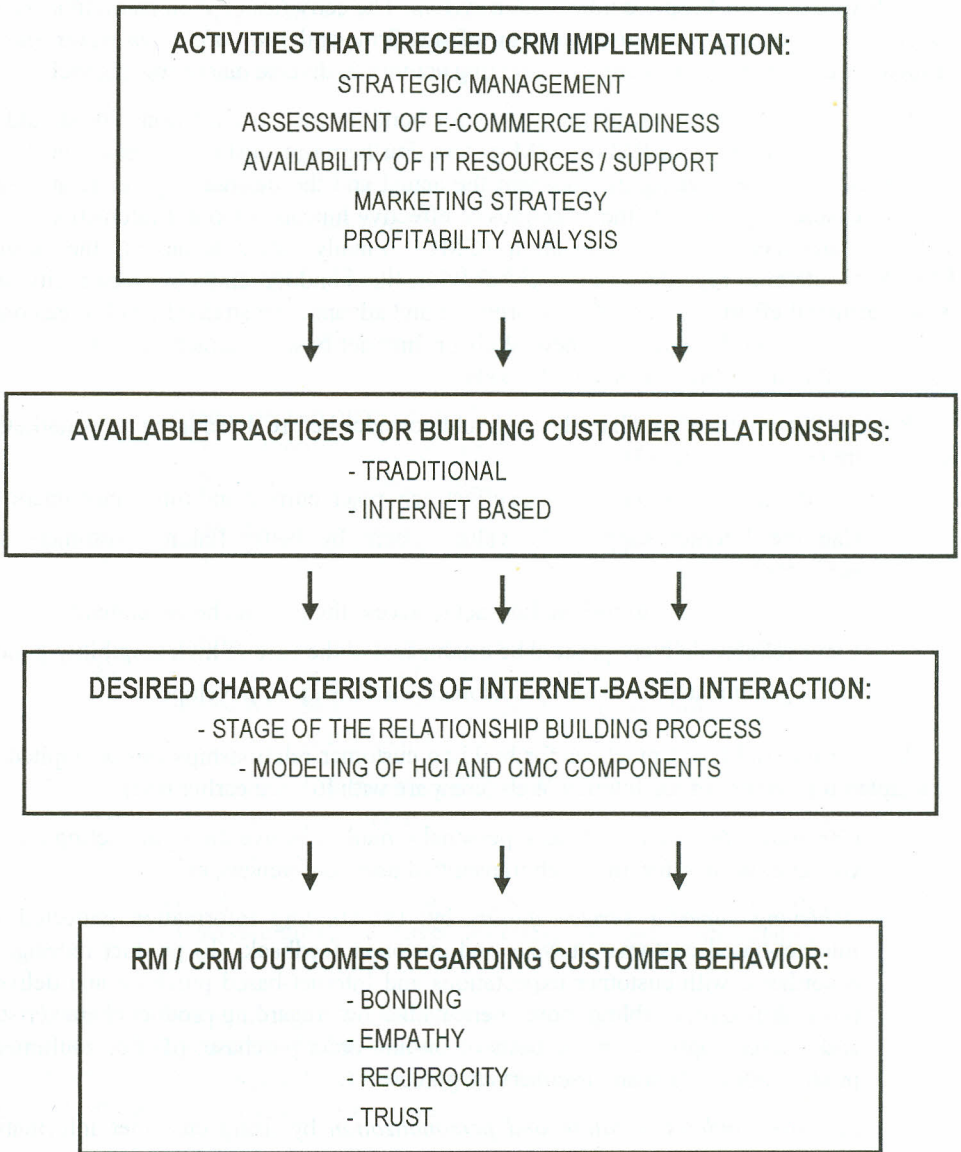 ACTIVITIES THAT PRECEED CRM IMPLEMENTATION:
STRATEGIC MANAGEMENT
ASSESSMENT OF E-COMMERCE READINESS
AVAILABILITY OF IT RESOURCES / SUPPORT
MARKETING STRATEGY
PROFITABILITY ANALYSIS
AVAILABLE PRACTICES FOR BUILDING CUSTOMER RELATIONSHIPS:
- TRADITIONAL
- INTERNET BASED
DESIRED CHARACTERISTICS OF INTERNET-BASED INTERACTION:
- STAGE OF THE RELATIONSHIP BUILDING PROCESS
- MODELING OF HCI AND CMC COMPONENTS
RM / CRM OUTCOMES REGARDING CUSTOMER BEHAVIOR:
- BONDING
- EMPATHY
- RECIPROCITY
- TRUST